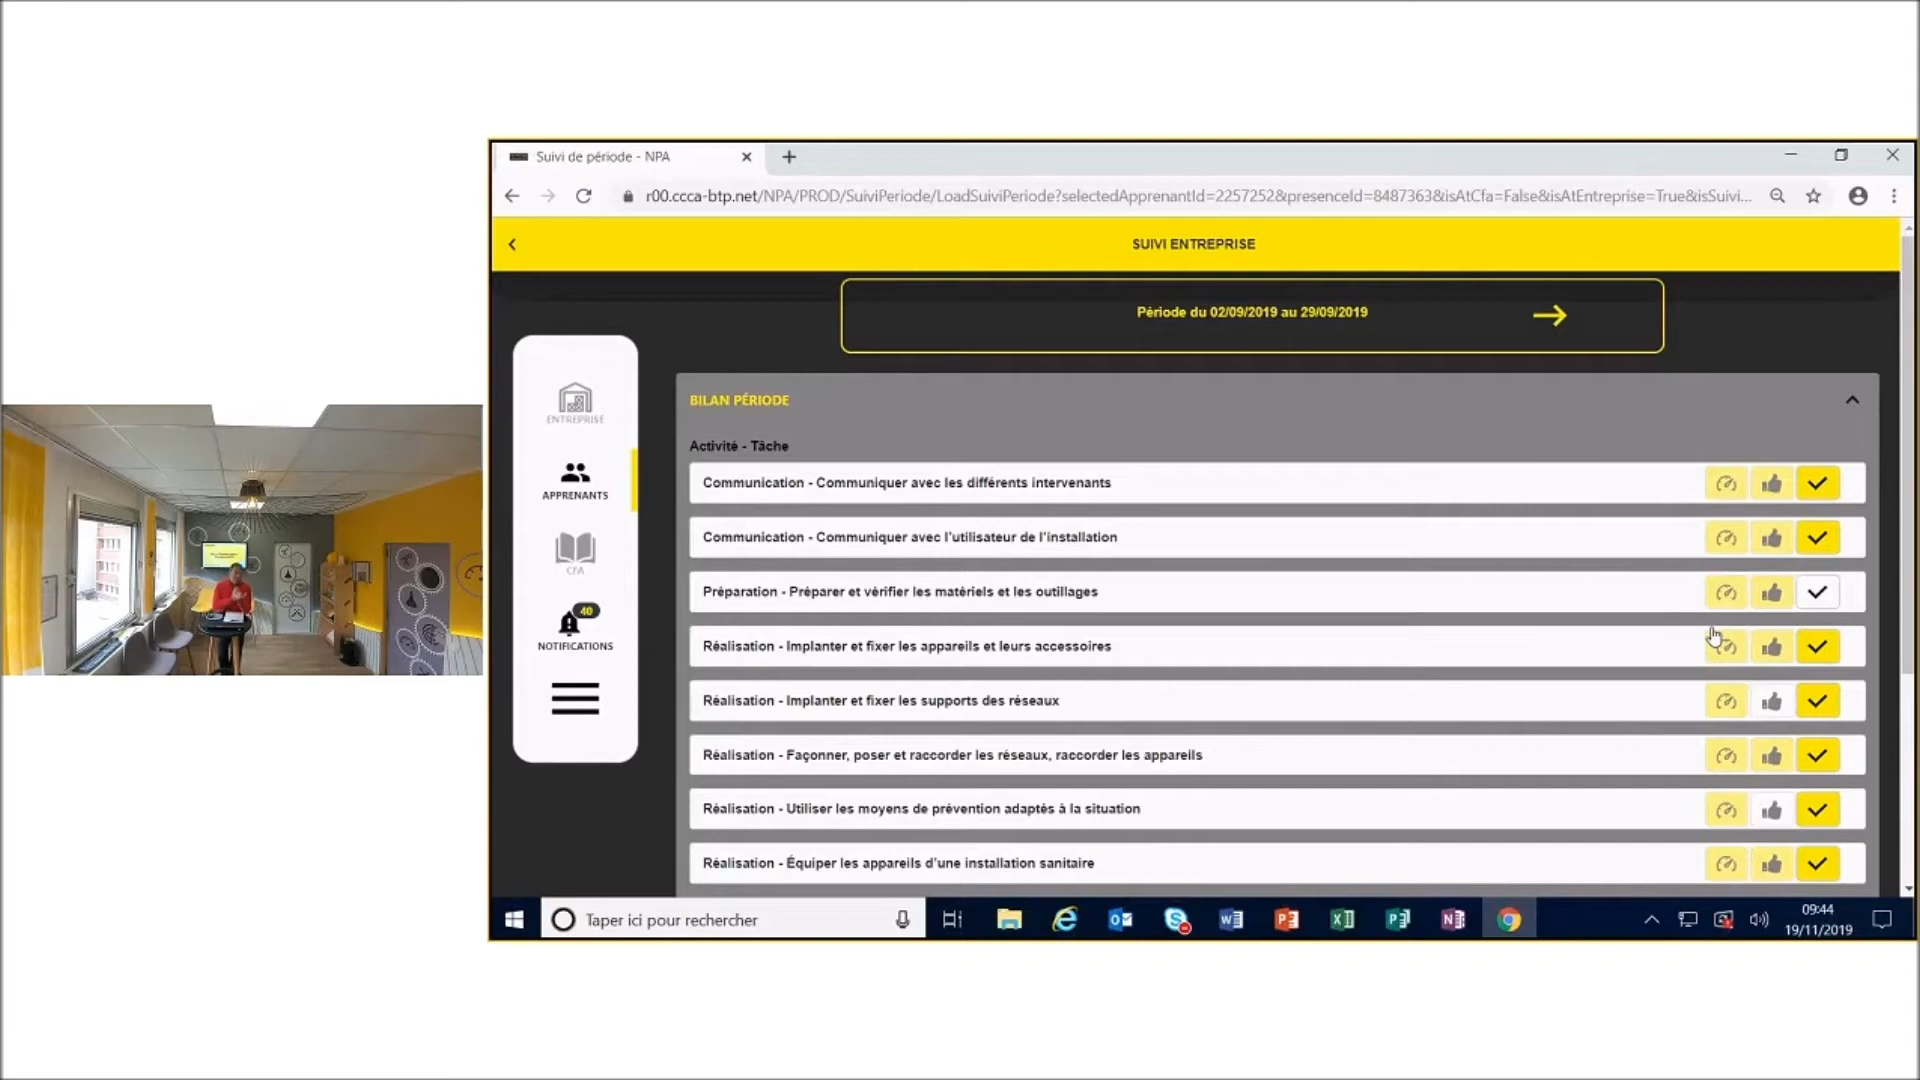 Suivi de période - NPA
r00.ccca-btp.net/NPA/PROD/SuiviPeriode/LoadSuiviPeriode?selectedApprenantId=2257252&presenceId=8487363&isAtCfa=False&isAtEntreprise=True&isSuivi...
SUIVI ENTREPRISE
Période du 02/09/2019 au 29/09/2019
ENTREPRISE
APPRENANTS
CFA
40
NOTIFICATIONS
BILAN PÉRIODE
Activité - Tâche
Communication - Communiquer avec les différents intervenants
Communication - Communiquer avec l'utilisateur de l'installation
Préparation - Préparer et vérifier les matériels et les outillages
Réalisation - Implanter et fixer les appareils et leurs accessoires
Réalisation - Implanter et fixer les supports des réseaux
Réalisation - Façonner, poser et raccorder les réseaux, raccorder les appareils
Réalisation - Utiliser les moyens de prévention adaptés à la situation
Réalisation - Équiper les appareils d'une installation sanitaire
Taper ici pour rechercher
09:44
19/11/2019